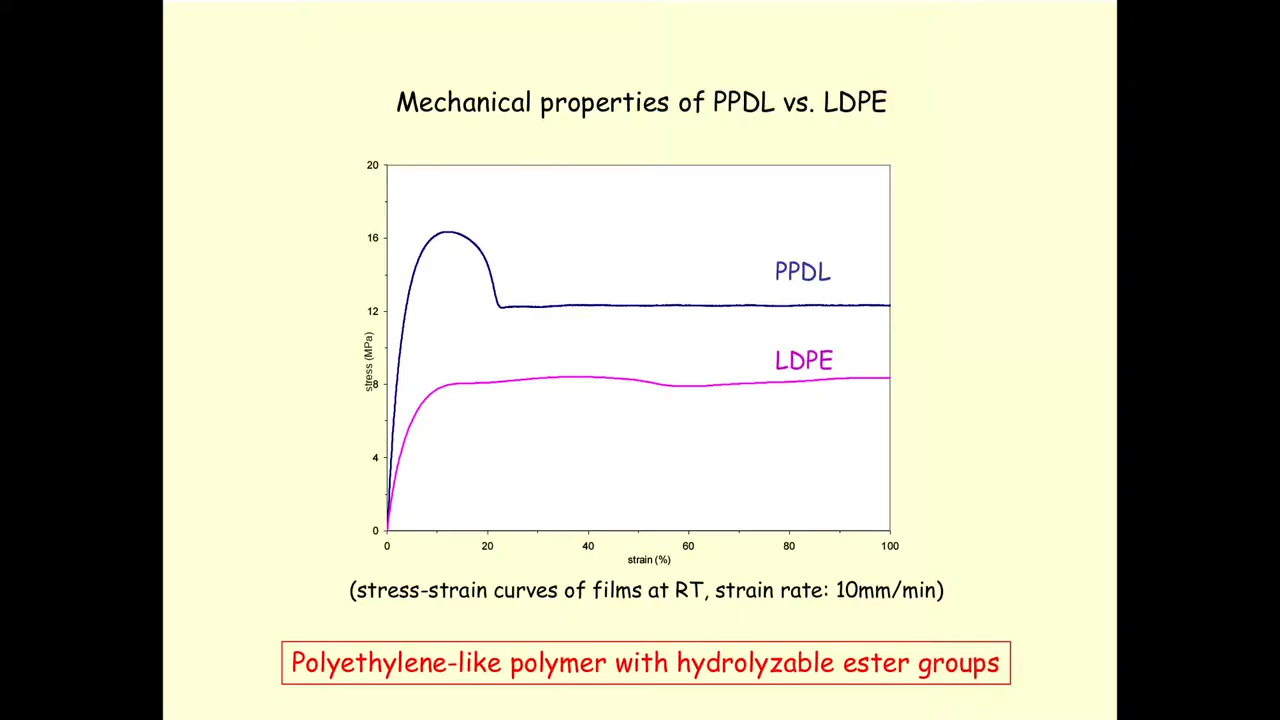 Mechanical properties of PPDL vs. LDPE
20
16
12
8
4
0
stress (MPa)
PPDL
LDPE
0 20 40 60 80 100
strain (%)
(stress-strain curves of films at RT, strain rate: 10mm/min)
Polyethylene-like polymer with hydrolyzable ester groups